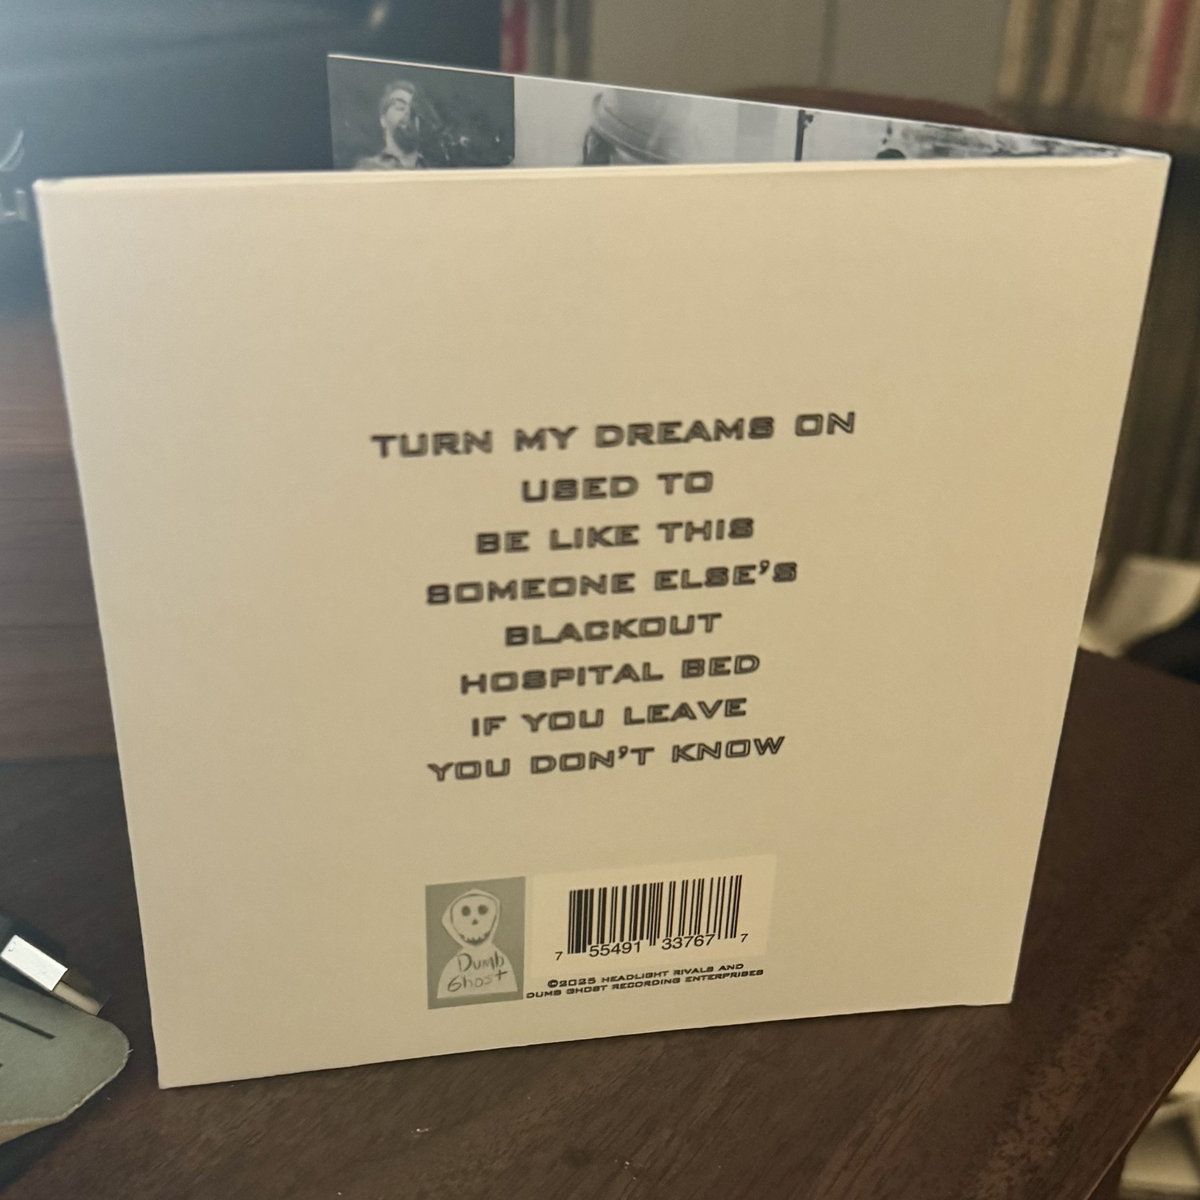 TURN MY DREAMS ON
USED TO
BE LIKE THIS
SOMEONE ELSE'S
BLACKOUT
HOSPITAL BED
IF YOU LEAVE
YOU DON'T KNOW
Dumb
Ghost
7 55491 33767 7
©2025 HEADLIGHT RIVALS AND
DUMB GHOST RECORDING ENTERPRISES